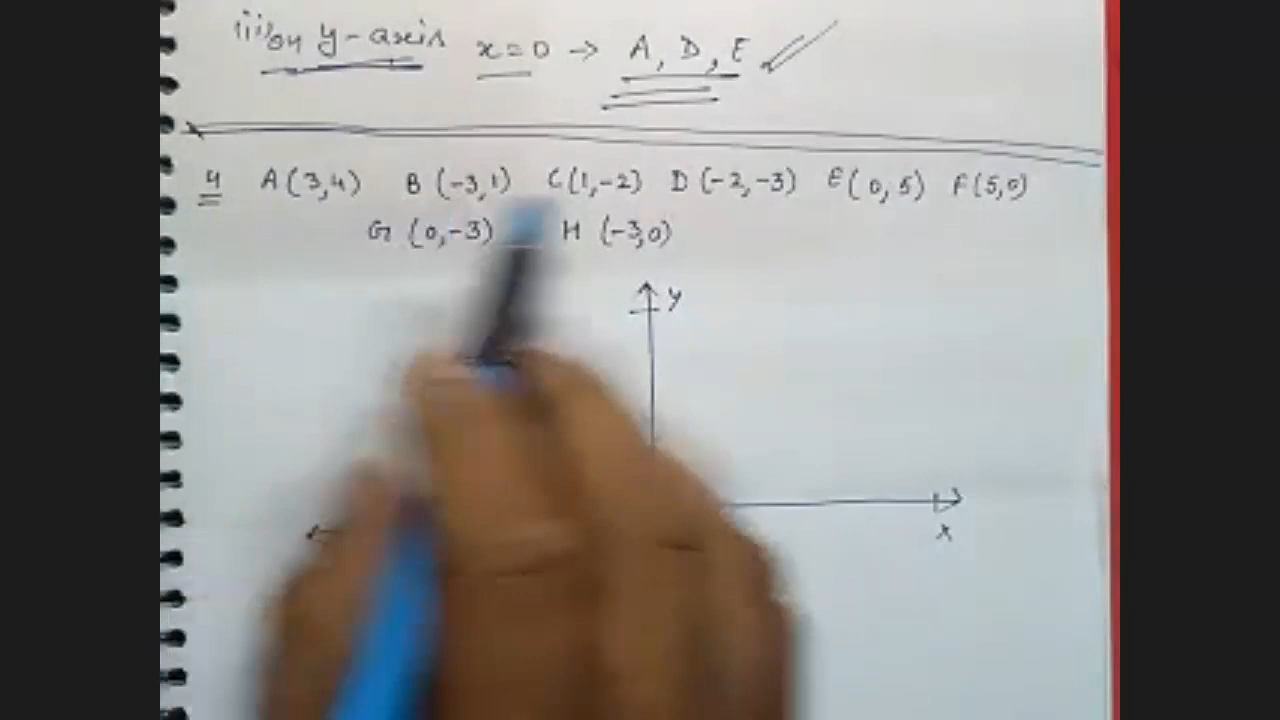 iii) on y-axis x=0 → A, D, E
4 A(3,4) B(-3,1) C(1,-2) D(-2,-3) E(0,5) F(5,0)
G(0,-3) H(-3,0)
y
x